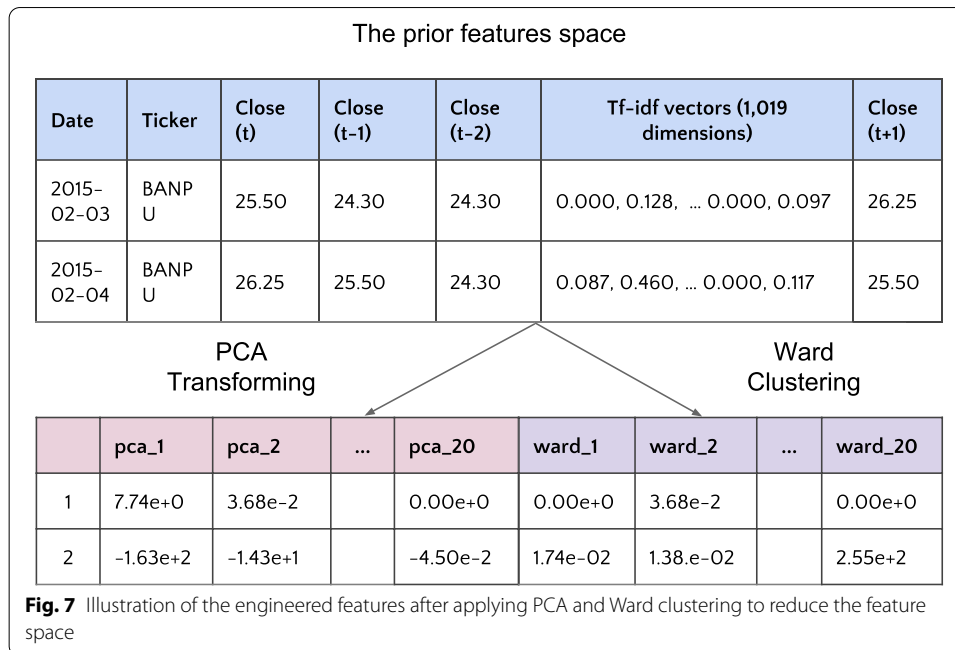 The prior features space
Date Ticker Close (t) Close (t-1) Close (t-2) Tf-idf vectors (1,019 dimensions) Close (t+1)
2015-02-03 BANPU 25.50 24.30 24.30 0.000, 0.128, ... 0.000, 0.097 26.25
2015-02-04 BANPU 26.25 25.50 24.30 0.087, 0.460, ... 0.000, 0.117 25.50
PCA
Transforming
Ward
Clustering
pca_1 pca_2 ... pca_20 ward_1 ward_2 ... ward_20
1 7.74e+0 3.68e-2 0.00e+0 0.00e+0 3.68e-2 0.00e+0
2 -1.63e+2 -1.43e+1 -4.50e-2 1.74e-02 1.38.e-02 2.55e+2
Fig. 7 Illustration of the engineered features after applying PCA and Ward clustering to reduce the feature
space